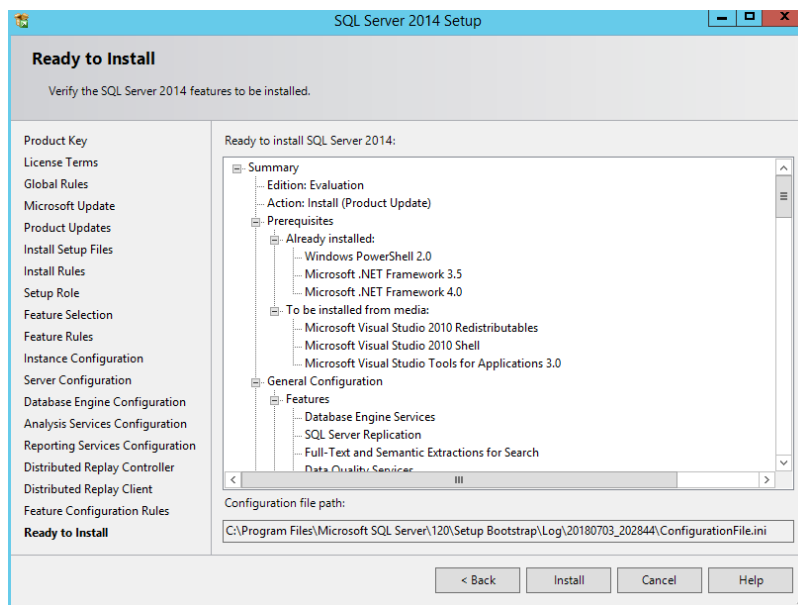 SQL Server 2014 Setup
Ready to Install
Verify the SQL Server 2014 features to be installed.
Product Key
License Terms
Global Rules
Microsoft Update
Product Updates
Install Setup Files
Install Rules
Setup Role
Feature Selection
Feature Rules
Instance Configuration
Server Configuration
Database Engine Configuration
Analysis Services Configuration
Reporting Services Configuration
Distributed Replay Controller
Distributed Replay Client
Feature Configuration Rules
Ready to Install
Ready to install SQL Server 2014:
Summary
Edition: Evaluation
Action: Install (Product Update)
Prerequisites
Already installed:
Windows PowerShell 2.0
Microsoft .NET Framework 3.5
Microsoft .NET Framework 4.0
To be installed from media:
Microsoft Visual Studio 2010 Redistributables
Microsoft Visual Studio 2010 Shell
Microsoft Visual Studio Tools for Applications 3.0
General Configuration
Features
Database Engine Services
SQL Server Replication
Full-Text and Semantic Extractions for Search
Data Quality Services
Configuration file path:
C:\Program Files\Microsoft SQL Server\120\Setup Bootstrap\Log\20180703_202844\ConfigurationFile.ini
< Back
Install
Cancel
Help